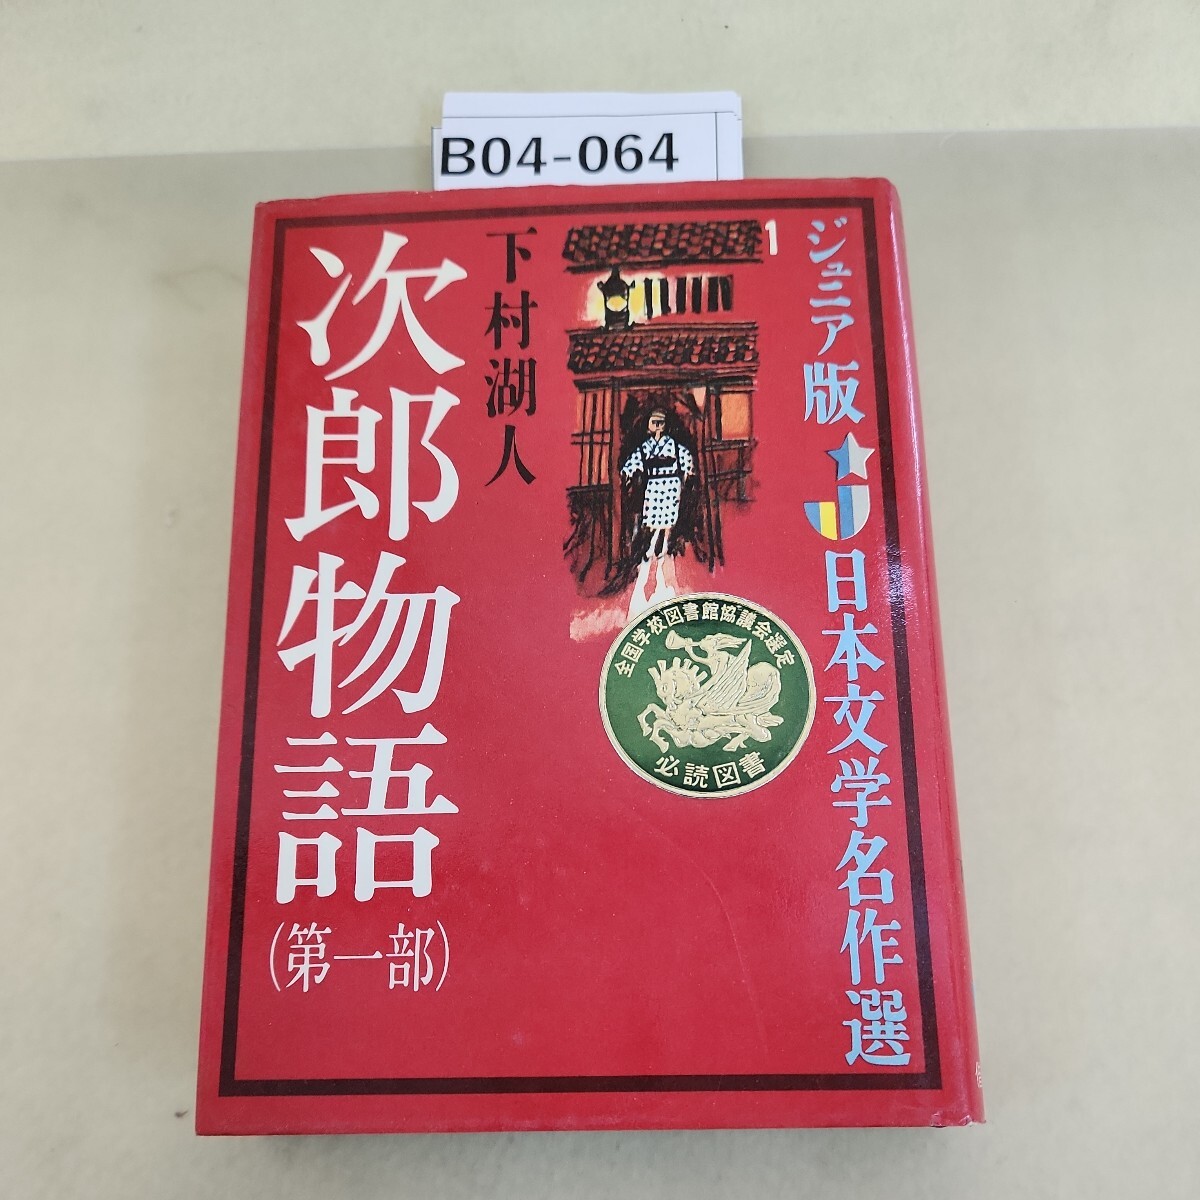 B04-064
ジュニア版
日本文学名作選
1
下村湖人
次郎物語
(第一部)
全国学校図書館協議会選定
必読図書